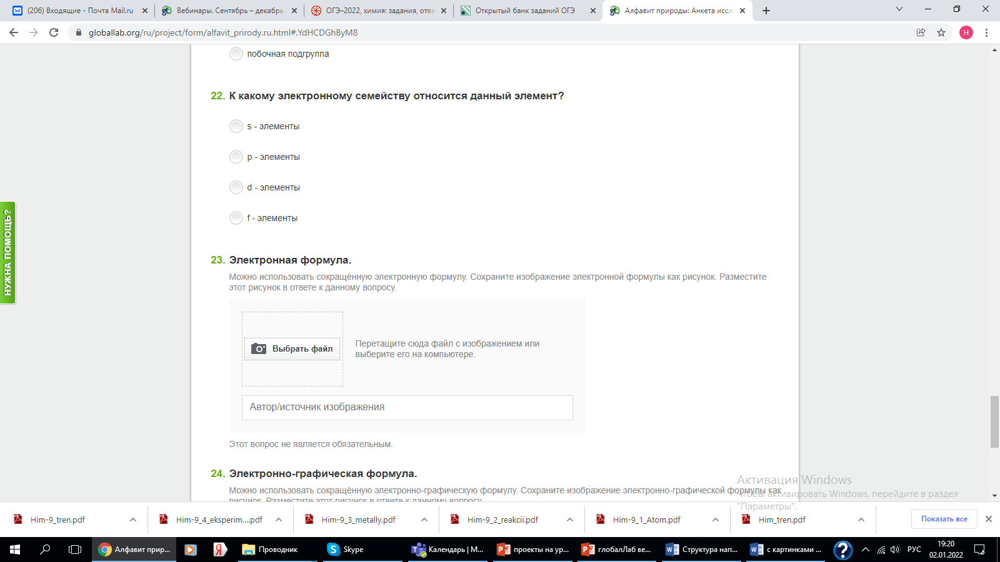 (206) Входящие - Почта Mail.ru
Вебинары. Сентябрь – декабрь
ОГЭ–2022, химия: задания, отве
Открытый банк заданий ОГЭ
Алфавит природы: Анкета иссл
globallab.org/ru/project/form/alfavit_prirody.ru.html#.YdHCDGhByM8
Н
побочная подгруппа
22. К какому электронному семейству относится данный элемент?
s - элементы
p - элементы
d - элементы
f - элементы
НУЖНА ПОМОЩЬ?
23. Электронная формула.
Можно использовать сокращённую электронную формулу. Сохраните изображение электронной формулы как рисунок. Разместите
этот рисунок в ответе к данному вопросу.
Выбрать файл
Перетащите сюда файл с изображением или
выберите его на компьютере.
Автор/источник изображения
Этот вопрос не является обязательным.
24. Электронно-графическая формула.
Можно использовать сокращённую электронно-графическую формулу. Сохраните изображение электронно-графической формулы как
рисунок. Разместите этот рисунок в ответе к данному вопросу.
Активация Windows
Чтобы активировать Windows, перейдите в раздел
"Параметры".
Him-9_tren.pdf
Him-9_4_eksperim....pdf
Him-9_3_metally.pdf
Him-9_2_reakcii.pdf
Him-9_1_Atom.pdf
Him_tren.pdf
Показать все
Алфавит прир...
Проводник
Skype
Календарь | М...
проекты на ур...
глобалЛаб ве...
Структура нап...
с картинками ...
РУС
19:20
02.01.2022